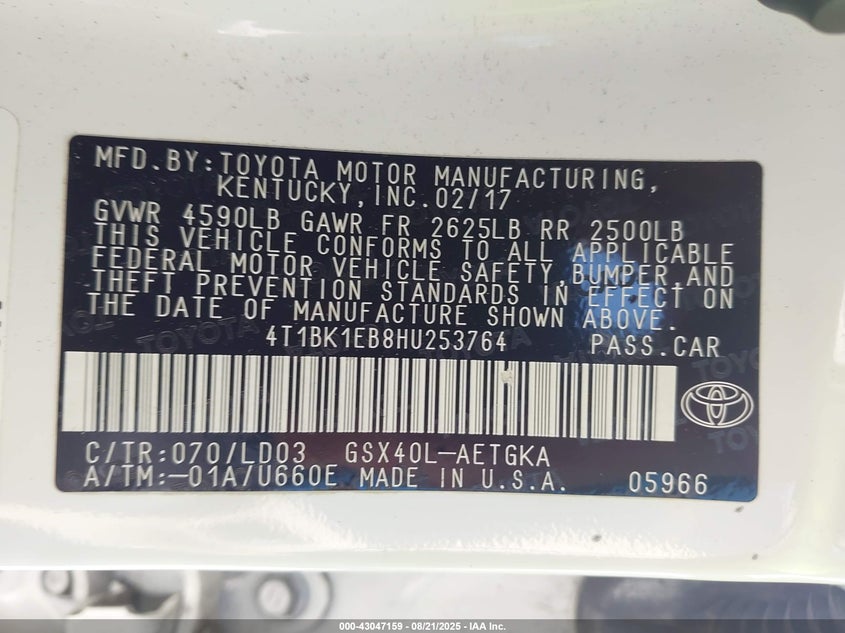 MFD.BY:TOYOTA MOTOR MANUFACTURING,
KENTUCKY,INC.02/17
GVWR 4590LB GAWR FR 2625LB RR 2500LB
THIS VEHICLE CONFORMS TO ALL APPLICABLE
FEDERAL MOTOR VEHICLE SAFETY,BUMPER,AND
THEFT PREVENTION STANDARDS IN EFFECT ON
THE DATE OF MANUFACTURE SHOWN ABOVE.
4T1BK1EB8HU253764 PASS.CAR
C/TR:070/LD03 GSX40L-AETGKA
A/TM:-01A/U660E MADE IN U.S.A. 05966
000-43047159 - 08/21/2025 - IAA Inc.